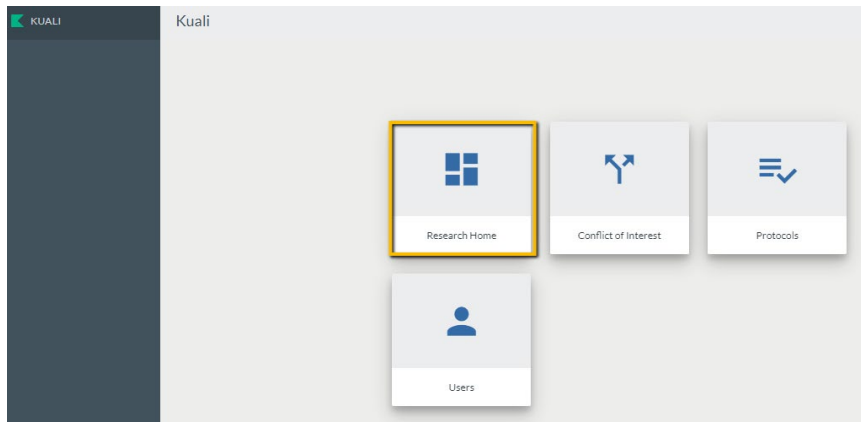 KUALI
Kuali
Research Home
Conflict of Interest
Protocols
Users